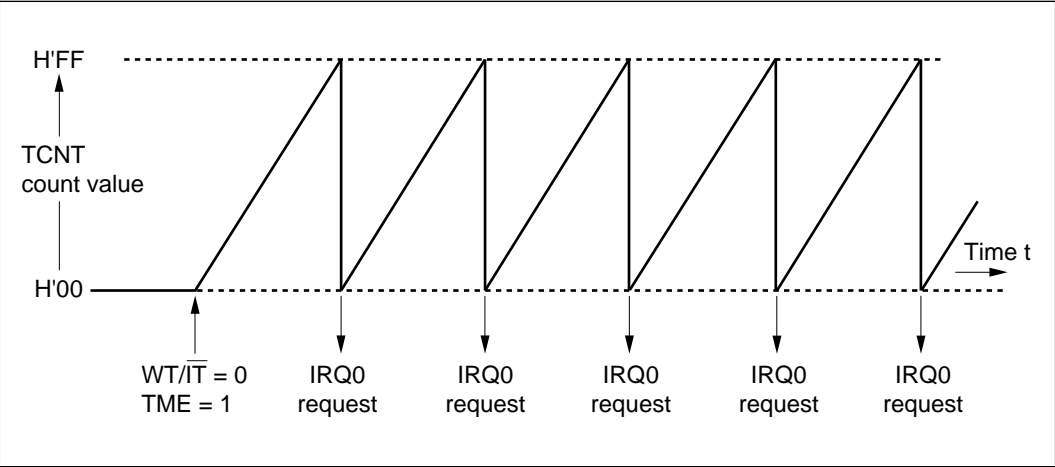 H'FF
TCNT
count value
Time t
H'00
WT/I̅T̅ = 0
TME = 1
IRQ0
request
IRQ0
request
IRQ0
request
IRQ0
request
IRQ0
request